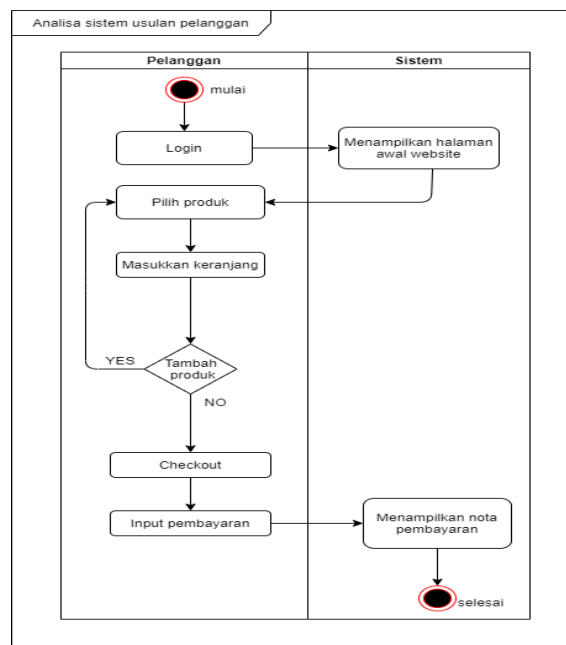 Analisa sistem usulan pelanggan
Pelanggan
Sistem
mulai
Login
Menampilkan halaman
awal website
Pilih produk
Masukkan keranjang
YES
Tambah
produk
NO
Checkout
Input pembayaran
Menampilkan nota
pembayaran
selesai